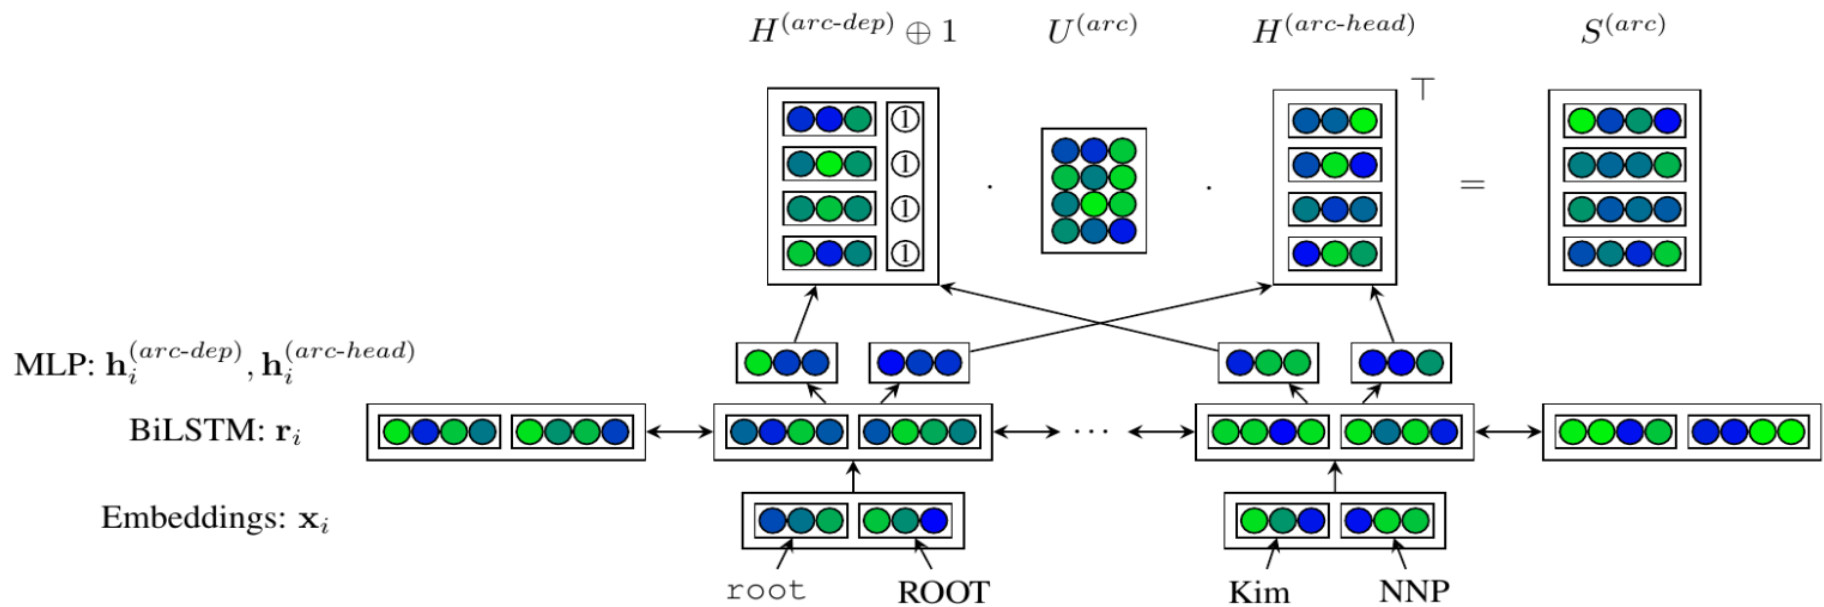 H^(arc-dep) ⊕ 1 U^(arc) H^(arc-head) S^(arc)
⊤
1
1
· · =
1
1
MLP: h_i^(arc-dep), h_i^(arc-head)
BiLSTM: r_i ···
Embeddings: x_i
root ROOT Kim NNP